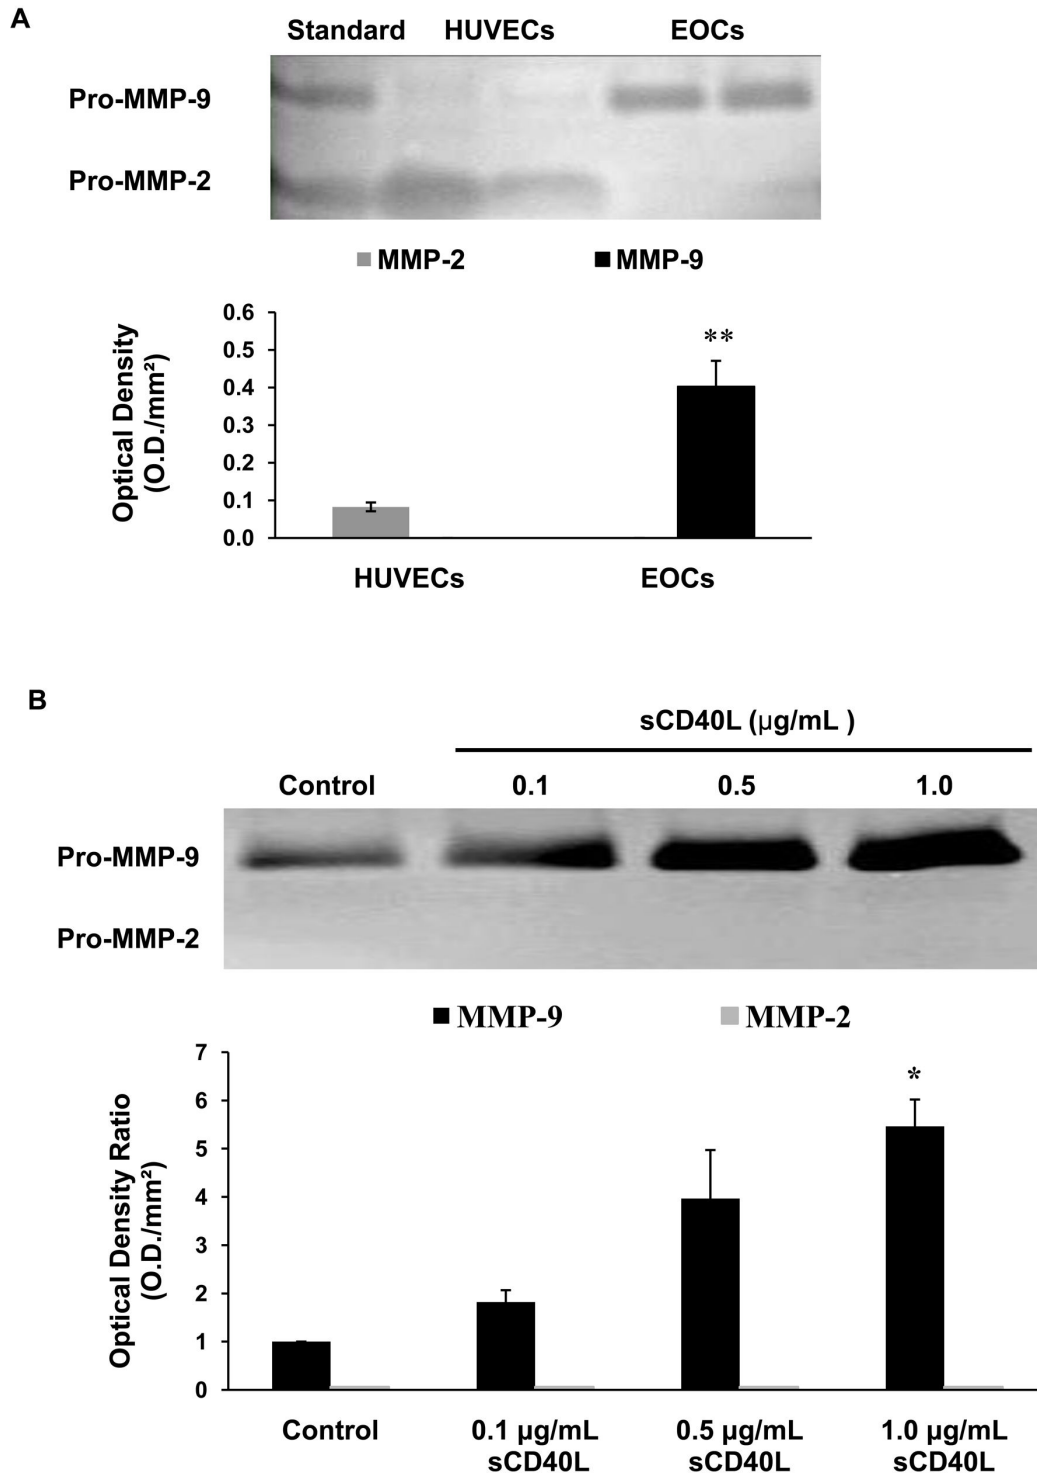 A
Standard HUVECs EOCs
Pro-MMP-9
Pro-MMP-2
MMP-2 MMP-9
Optical Density
(O.D./mm²)
0.6
0.5
0.4
0.3
0.2
0.1
0.0
**
HUVECs EOCs
B
sCD40L (μg/mL )
Control 0.1 0.5 1.0
Pro-MMP-9
Pro-MMP-2
MMP-9 MMP-2
Optical Density Ratio
(O.D./mm²)
7
6
5
4
3
2
1
0
*
Control 0.1 μg/mL 0.5 μg/mL 1.0 μg/mL
sCD40L sCD40L sCD40L